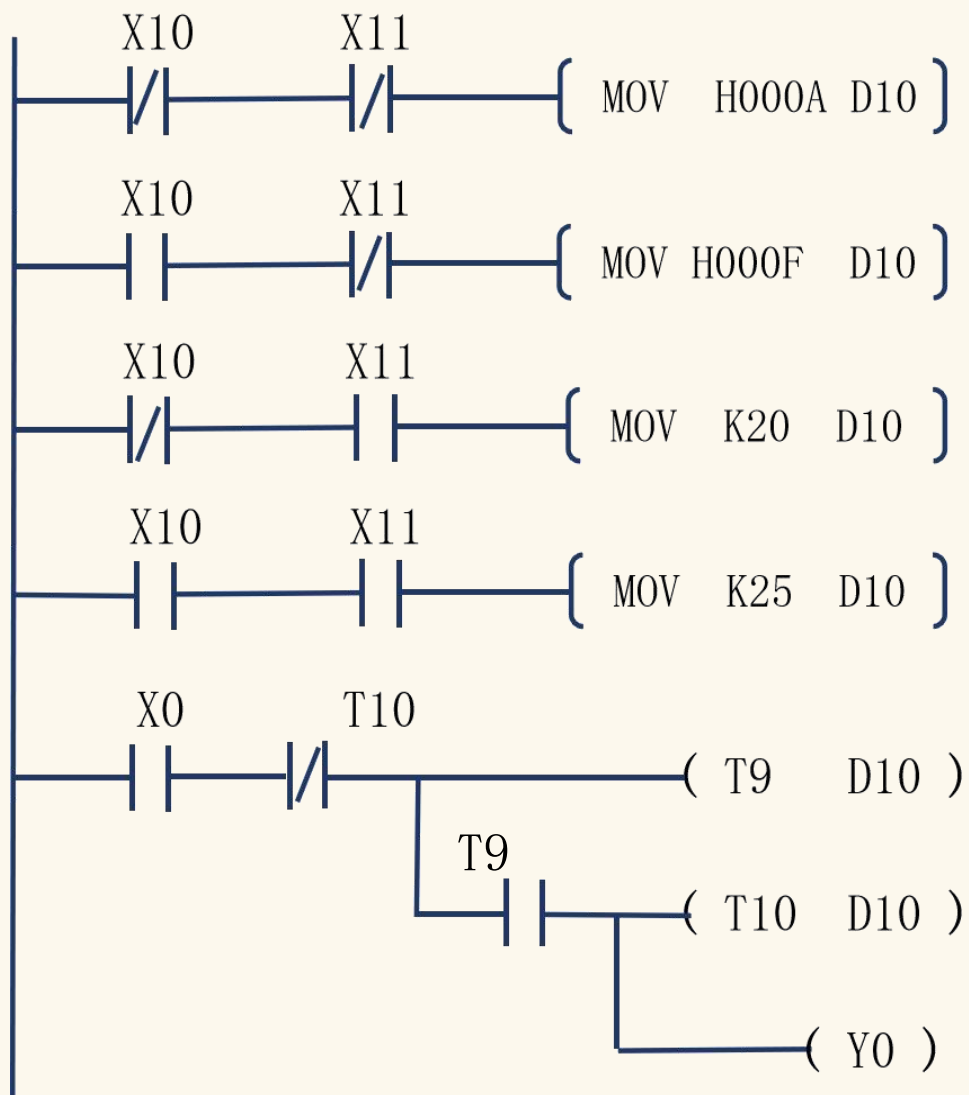 X10 X11
MOV H000A D10
X10 X11
MOV H000F D10
X10 X11
MOV K20 D10
X10 X11
MOV K25 D10
X0 T10
( T9 D10 )
T9
( T10 D10 )
( Y0 )